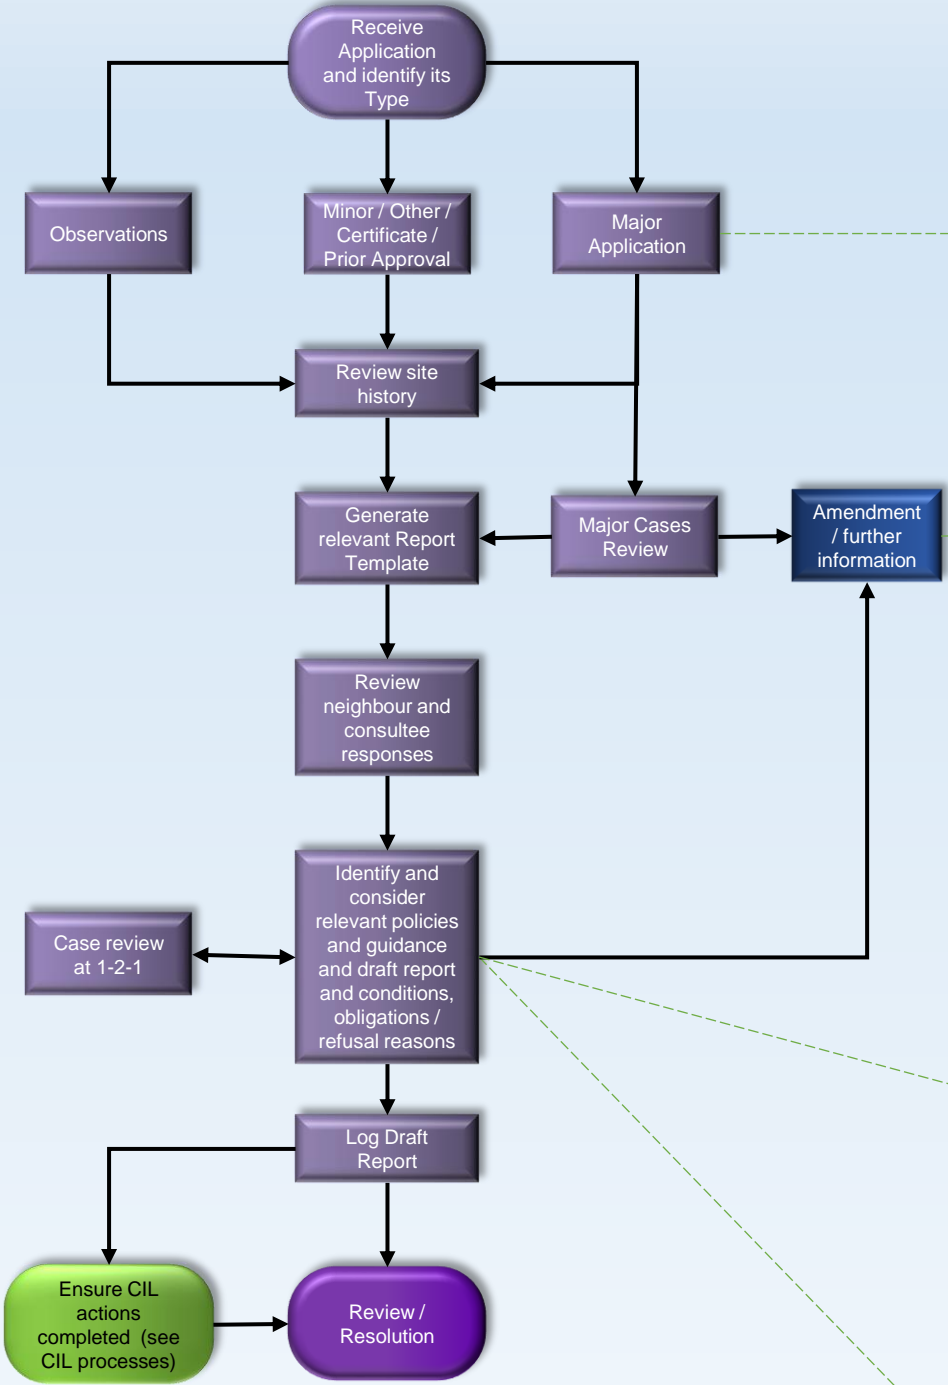 Receive
Application
and identify its
Type
Observations
Minor / Other /
Certificate /
Prior Approval
Major
Application
Review site
history
Generate
relevant Report
Template
Major Cases
Review
Amendment
/ further
information
Review
neighbour and
consultee
responses
Case review
at 1-2-1
Identify and
consider
relevant policies
and guidance
and draft report
and conditions,
obligations /
refusal reasons
Log Draft
Report
Ensure CIL
actions
completed (see
CIL processes)
Review /
Resolution